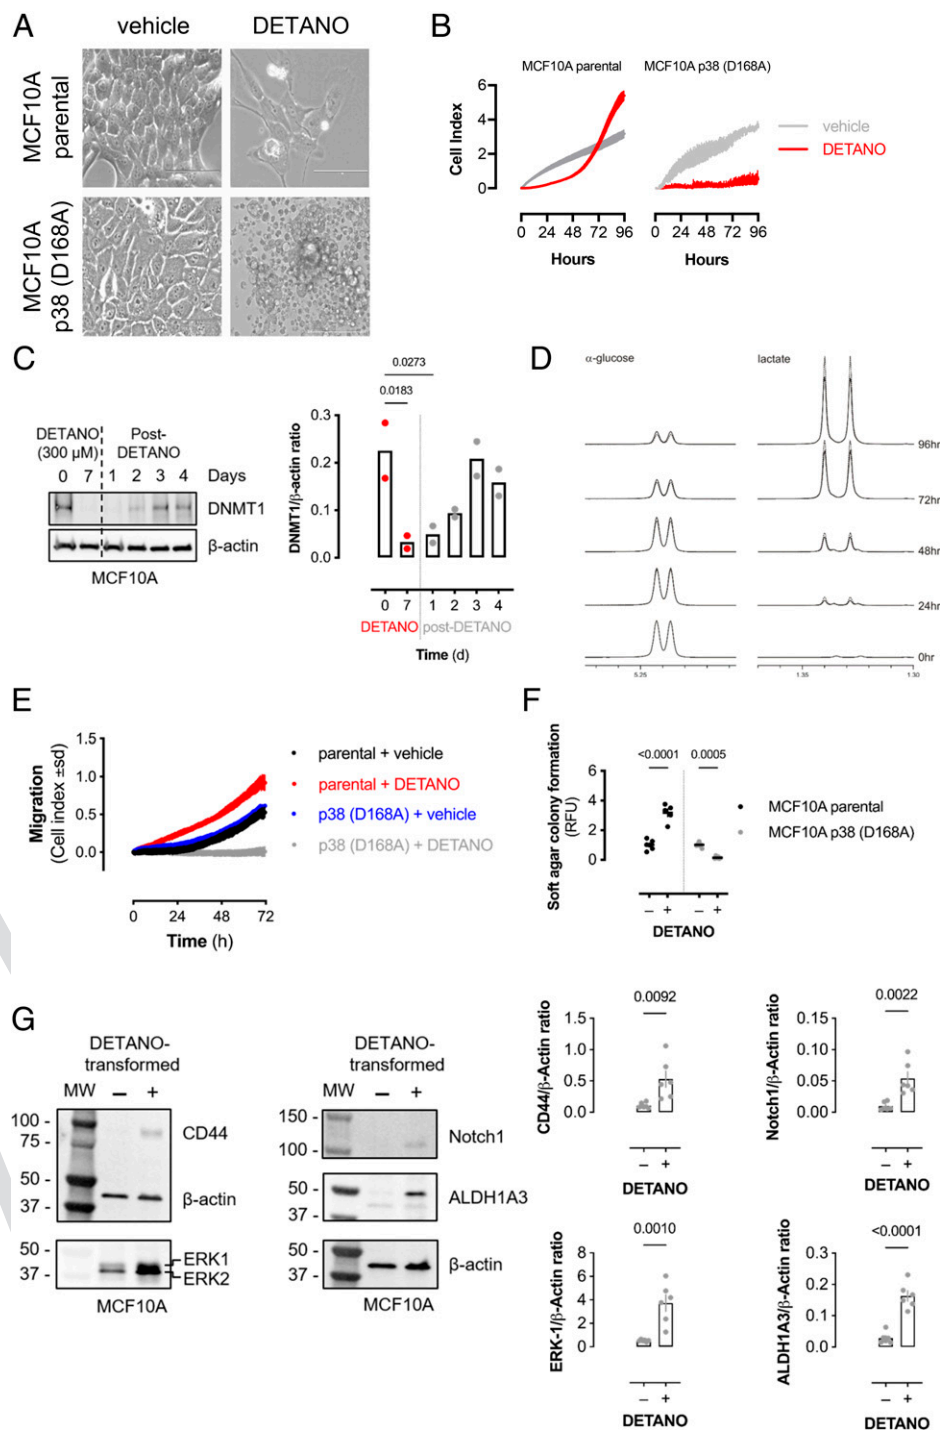 A
vehicle
DETANO
MCF10A
parental
MCF10A
p38 (D168A)
B
MCF10A parental
MCF10A p38 (D168A)
Cell Index
6
4
2
0
0 24 48 72 96
0 24 48 72 96
Hours
Hours
vehicle
DETANO
C
DETANO
(300 μM)
Post-
DETANO
0 7 1 2 3 4 Days
DNMT1
β-actin
MCF10A
0.0273
0.0183
DNMT1/β-actin ratio
0.3
0.2
0.1
0.0
0 7 1 2 3 4
DETANO post-DETANO
Time (d)
D
α-glucose
lactate
96hr
72hr
48hr
24hr
0hr
5.25
1.35
1.30
E
Migration
(Cell index ±sd)
1.5
1.0
0.5
0.0
0 24 48 72
Time (h)
parental + vehicle
parental + DETANO
p38 (D168A) + vehicle
p38 (D168A) + DETANO
F
Soft agar colony formation
(RFU)
<0.0001 0.0005
6
4
2
0
– + – +
DETANO
MCF10A parental
MCF10A p38 (D168A)
G
DETANO-
transformed
MW – +
100 -
75 -
50 -
37 -
CD44
β-actin
50 -
37 -
ERK1
ERK2
MCF10A
DETANO-
transformed
MW – +
150 -
100 -
Notch1
50 -
37 -
ALDH1A3
50 -
37 -
β-actin
MCF10A
CD44/β-Actin ratio
0.0092
1.5
1.0
0.5
0.0
– +
DETANO
Notch1/β-Actin ratio
0.0022
0.15
0.10
0.05
0.00
– +
DETANO
ERK-1/β-Actin ratio
0.0010
8
6
4
2
0
– +
DETANO
ALDH1A3/β-Actin ratio
<0.0001
0.3
0.2
0.1
0.0
– +
DETANO